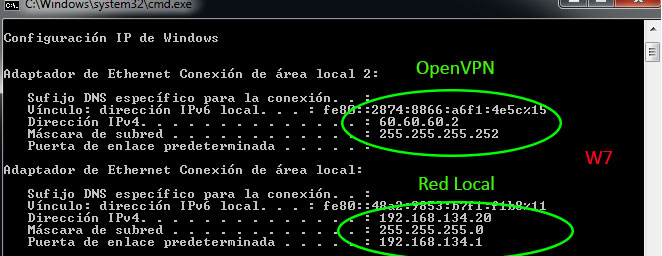 C:\Windows\system32\cmd.exe
Configuración IP de Windows
Adaptador de Ethernet Conexión de área local 2:
OpenVPN
Sufijo DNS específico para la conexión. . :
Vínculo: dirección IPv6 local. . . : fe80::2874:8866:a6f1:4e5c%15
Dirección IPv4. . . . . . . . . . . . . . : 60.60.60.2
Máscara de subred . . . . . . . . . . . . : 255.255.255.252
Puerta de enlace predeterminada . . . . . :
W7
Adaptador de Ethernet Conexión de área local:
Red Local
Sufijo DNS específico para la conexión. . :
Vínculo: dirección IPv6 local. . . : fe80::48a2:9853:b7f1:f1b8%11
Dirección IPv4. . . . . . . . . . . . . . : 192.168.134.20
Máscara de subred . . . . . . . . . . . . : 255.255.255.0
Puerta de enlace predeterminada . . . . . : 192.168.134.1